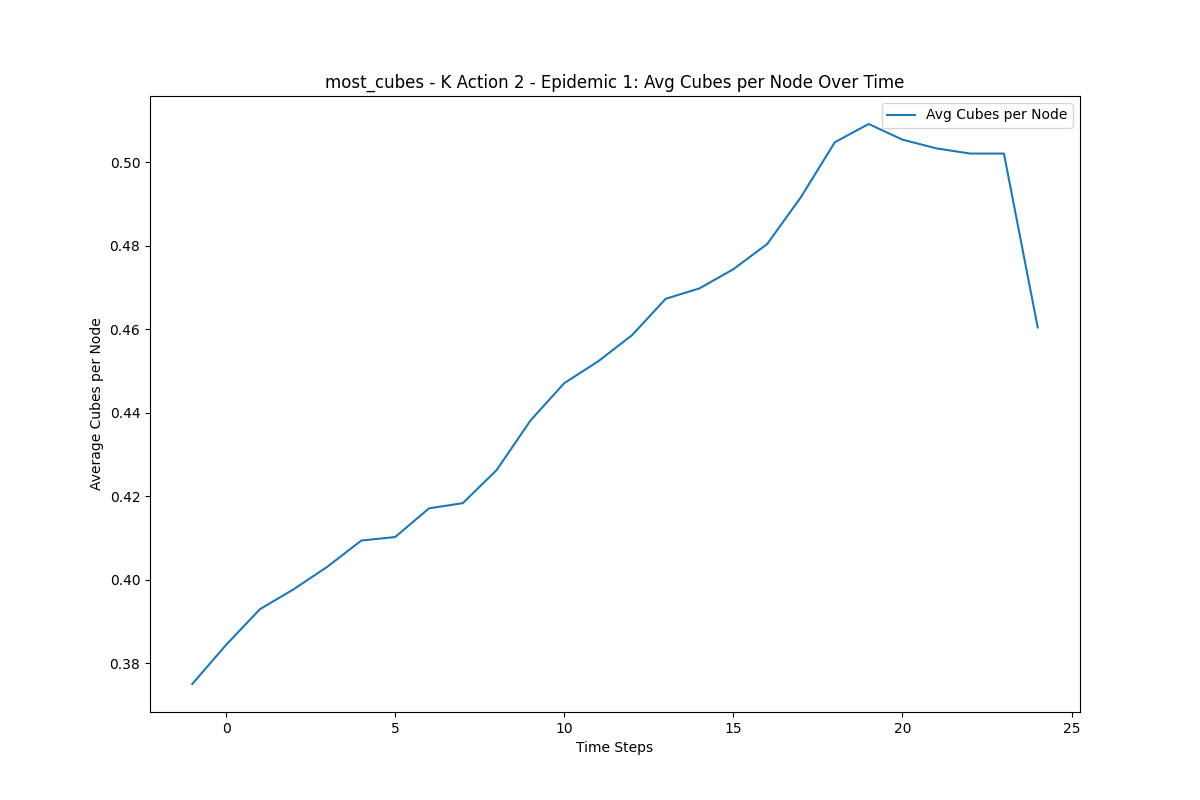 most_cubes - K Action 2 - Epidemic 1: Avg Cubes per Node Over Time
Avg Cubes per Node
0.50
0.48
0.46
0.44
0.42
0.40
0.38
Average Cubes per Node
0 5 10 15 20 25
Time Steps